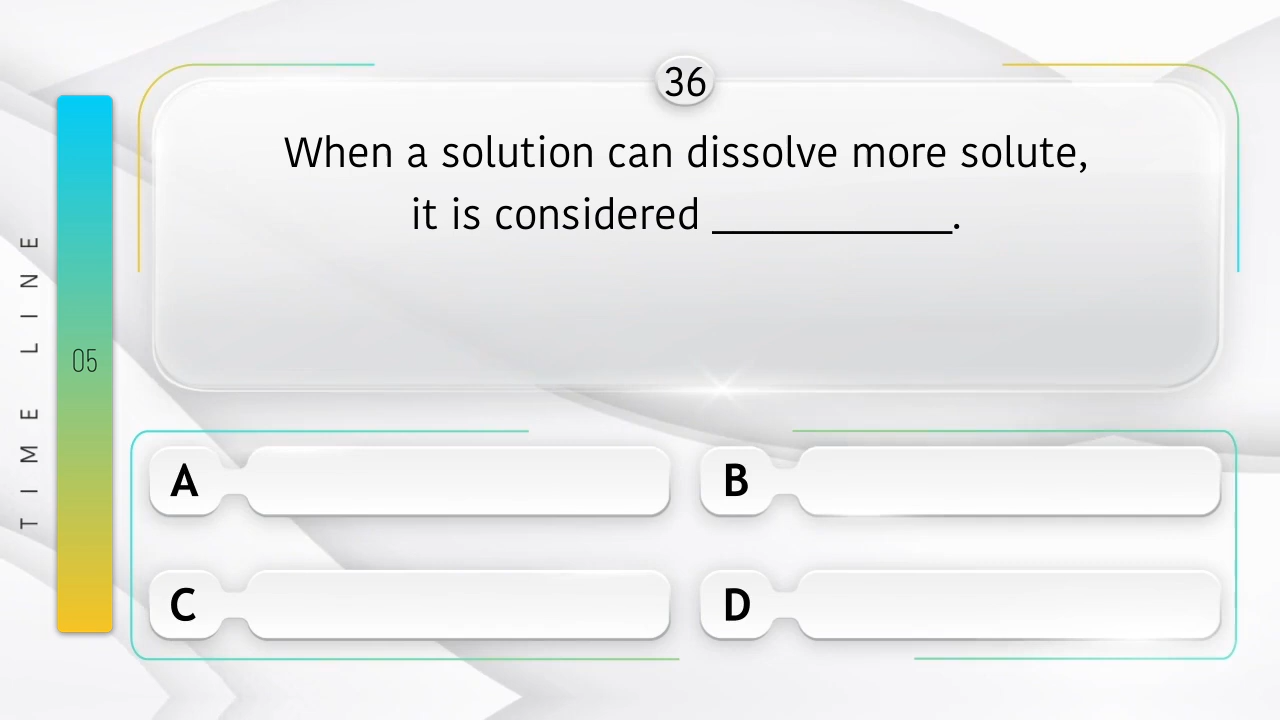 36
When a solution can dissolve more solute,
it is considered ___________.
TIME LINE
05
A
B
C
D